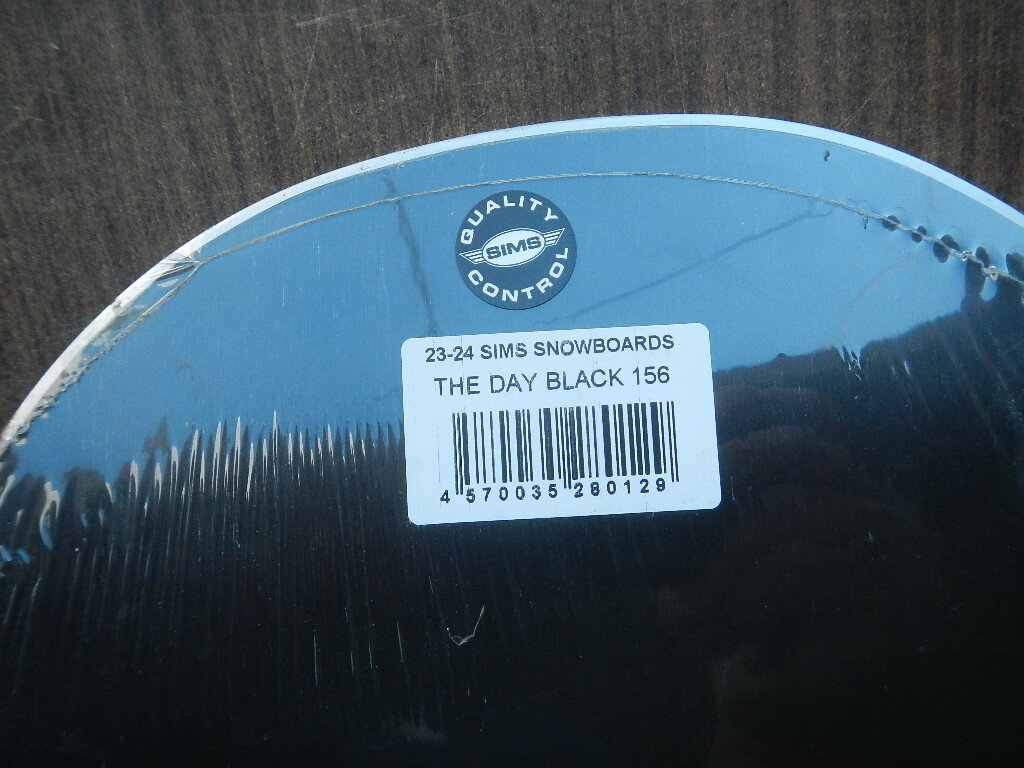 QUALITY
SIMS
CONTROL
23-24 SIMS SNOWBOARDS
THE DAY BLACK 156
4 570035 280129